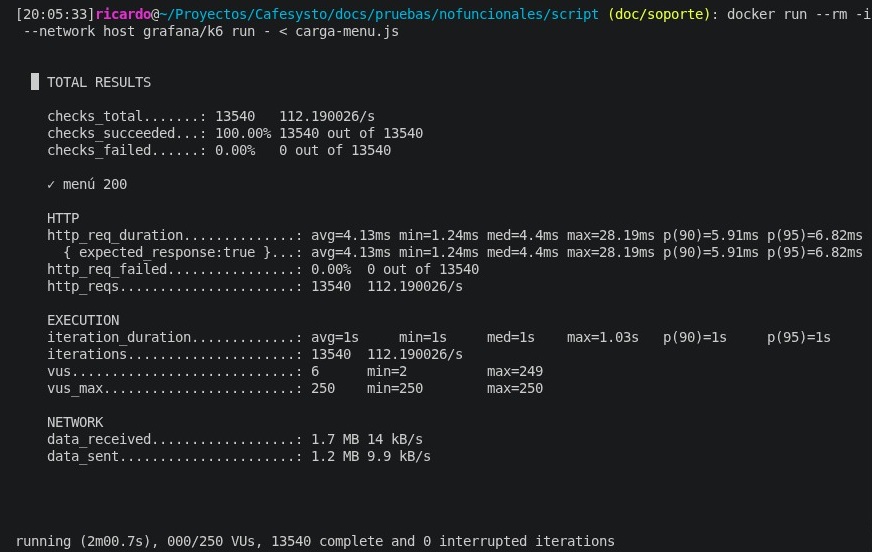 [20:05:33]ricardo@~/Proyectos/Cafesysto/docs/pruebas/nofuncionales/script (doc/soporte): docker run --rm -i
--network host grafana/k6 run - < carga-menu.js
TOTAL RESULTS
checks_total.......: 13540   112.190026/s
checks_succeeded...: 100.00% 13540 out of 13540
checks_failed......: 0.00%   0 out of 13540
✓ menú 200
HTTP
http_req_duration..............: avg=4.13ms min=1.24ms med=4.4ms max=28.19ms p(90)=5.91ms p(95)=6.82ms
{ expected_response:true }...: avg=4.13ms min=1.24ms med=4.4ms max=28.19ms p(90)=5.91ms p(95)=6.82ms
http_req_failed................: 0.00%  0 out of 13540
http_reqs......................: 13540  112.190026/s
EXECUTION
iteration_duration.............: avg=1s     min=1s     med=1s    max=1.03s   p(90)=1s     p(95)=1s
iterations.....................: 13540  112.190026/s
vus............................: 6      min=2          max=249
vus_max........................: 250    min=250        max=250
NETWORK
data_received..................: 1.7 MB 14 kB/s
data_sent......................: 1.2 MB 9.9 kB/s
running (2m00.7s), 000/250 VUs, 13540 complete and 0 interrupted iterations